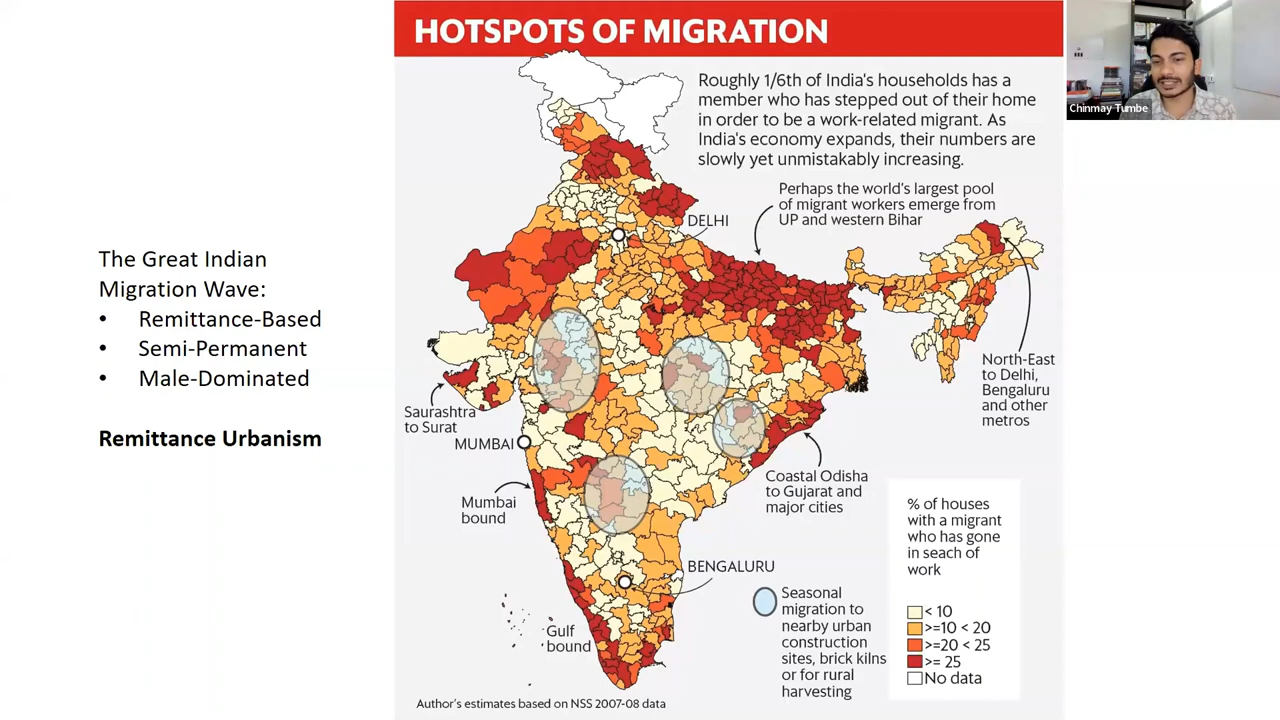 HOTSPOTS OF MIGRATION
Chinmay Tumbe
Roughly 1/6th of India's households has a
member who has stepped out of their home
in order to be a work-related migrant. As
India's economy expands, their numbers are
slowly yet unmistakably increasing.
Perhaps the world's largest pool
of migrant workers emerge from
UP and western Bihar
DELHI
The Great Indian
Migration Wave:
• Remittance-Based
• Semi-Permanent
• Male-Dominated
Remittance Urbanism
North-East
to Delhi,
Bengaluru
and other
metros
Saurashtra
to Surat
MUMBAI
Mumbai
bound
Coastal Odisha
to Gujarat and
major cities
BENGALURU
Gulf
bound
Seasonal
migration to
nearby urban
construction
sites, brick kilns
or for rural
harvesting
% of houses
with a migrant
who has gone
in seach of
work
< 10
>=10 < 20
>=20 < 25
>= 25
No data
Author's estimates based on NSS 2007-08 data